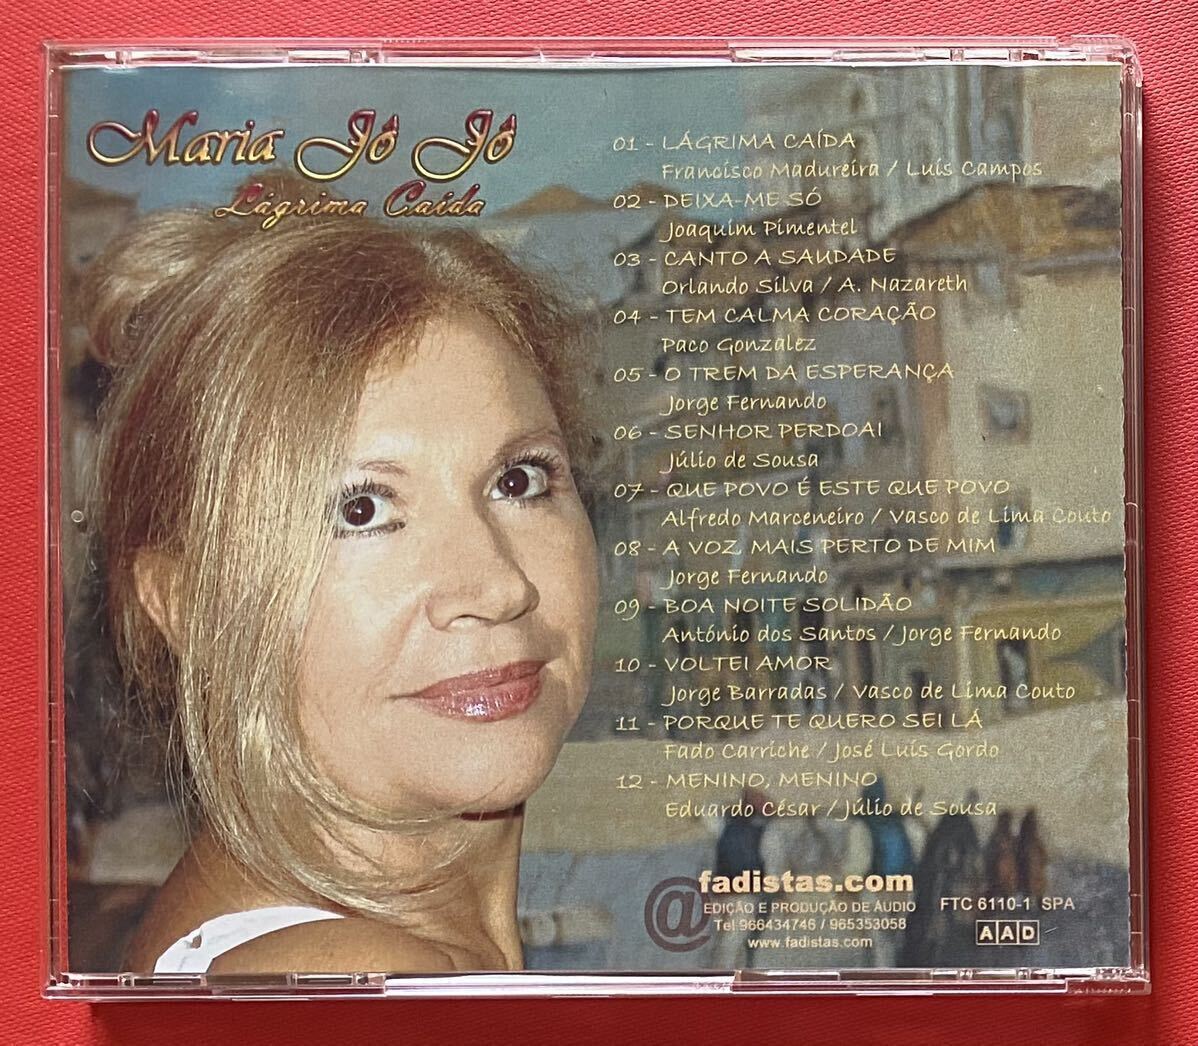 Maria Jô Jô
Lágrima Caída
01 - LÁGRIMA CAÍDA
Francisco Madureira / Luís Campos
02 - DEIXA-ME SÓ
Joaquim Pimentel
03 - CANTO A SAUDADE
Orlando Silva / A. Nazareth
04 - TEM CALMA CORAÇÃO
Paco Gonzalez
05 - O TREM DA ESPERANÇA
Jorge Fernando
06 - SENHOR PERDOAI
Júlio de Sousa
07 - QUE POVO É ESTE QUE POVO
Alfredo Marceneiro / Vasco de Lima Couto
08 - A VOZ MAIS PERTO DE MIM
Jorge Fernando
09 - BOA NOITE SOLIDÃO
António dos Santos / Jorge Fernando
10 - VOLTEI AMOR
Jorge Barradas / Vasco de Lima Couto
11 - PORQUE TE QUERO SEI LÁ
Fado Carriche / José Luís Gordo
12 - MENINO, MENINO
Eduardo César / Júlio de Sousa
@ fadistas.com
EDIÇÃO E PRODUÇÃO DE ÁUDIO
Tel 966434746 / 965353058
www.fadistas.com
FTC 6110-1 SPA
AAD